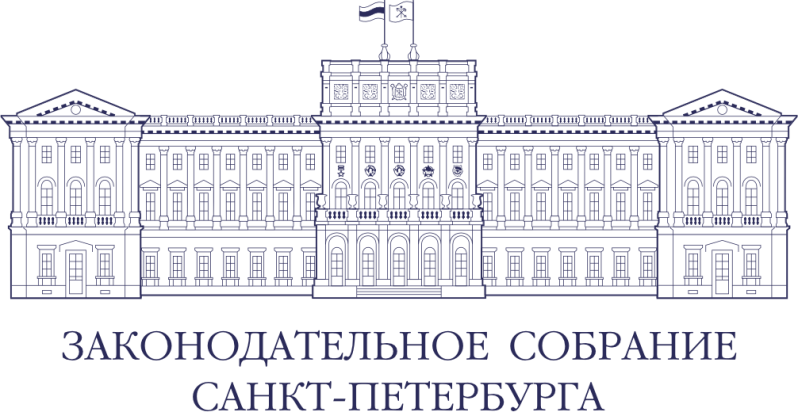 ЗАКОНОДАТЕЛЬНОЕ СОБРАНИЕ
САНКТ-ПЕТЕРБУРГА